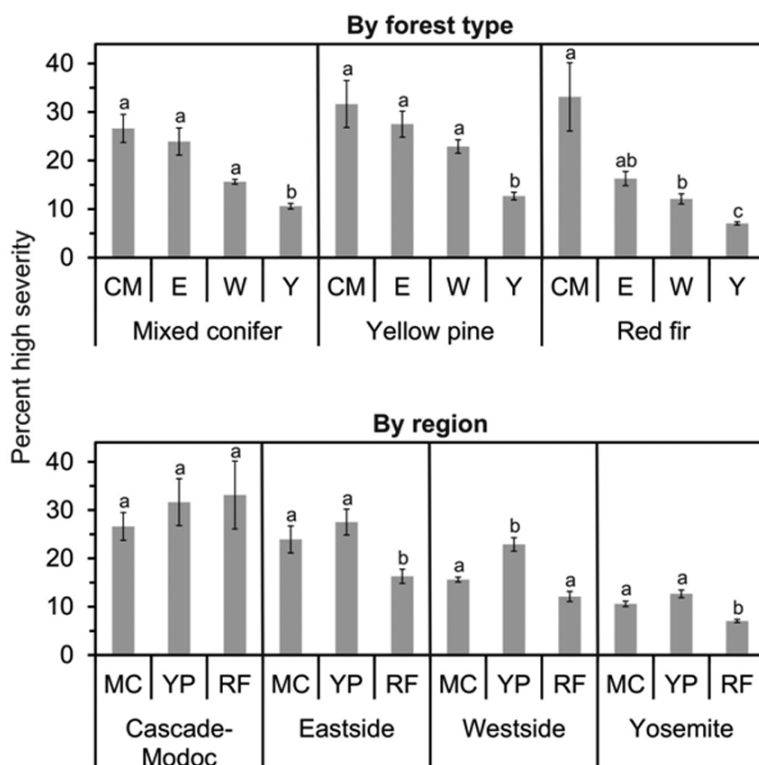 By forest type
Percent high severity
40
30
20
10
0
a a a b
a a a b
a ab b c
CM E W Y CM E W Y CM E W Y
Mixed conifer Yellow pine Red fir
By region
40
30
20
10
0
a a a
a a b
a b a
a a b
MC YP RF MC YP RF MC YP RF MC YP RF
Cascade- Eastside Westside Yosemite
Modoc